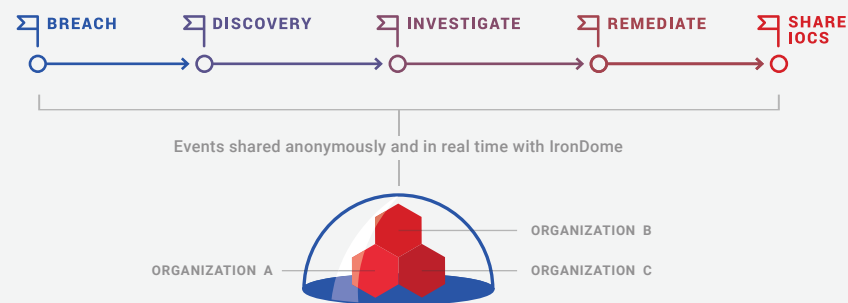 BREACH
DISCOVERY
INVESTIGATE
REMEDIATE
SHARE
IOCS
Events shared anonymously and in real time with IronDome
ORGANIZATION B
ORGANIZATION A
ORGANIZATION C